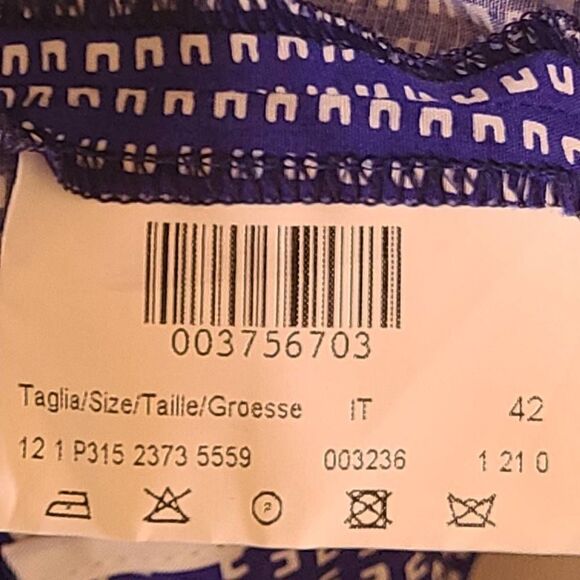 003756703
Taglia/Size/Taille/Groesse IT 42
12 1 P315 2373 5559 003236 1 21 0